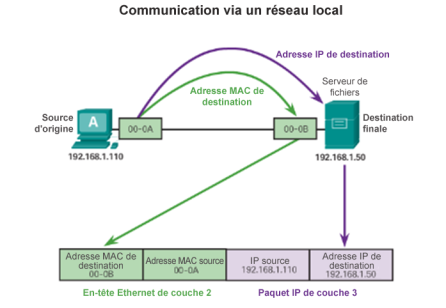 Communication via un réseau local
Adresse IP de destination
Adresse MAC de
destination
Serveur de
fichiers
Source
d'origine
A
00-0A
00-0B
Destination
finale
192.168.1.110
192.168.1.50
Adresse MAC de
destination
00-0B
Adresse MAC source
00-0A
IP source
192.168.1.110
Adresse IP de
destination
192.168.1.50
En-tête Ethernet de couche 2
Paquet IP de couche 3